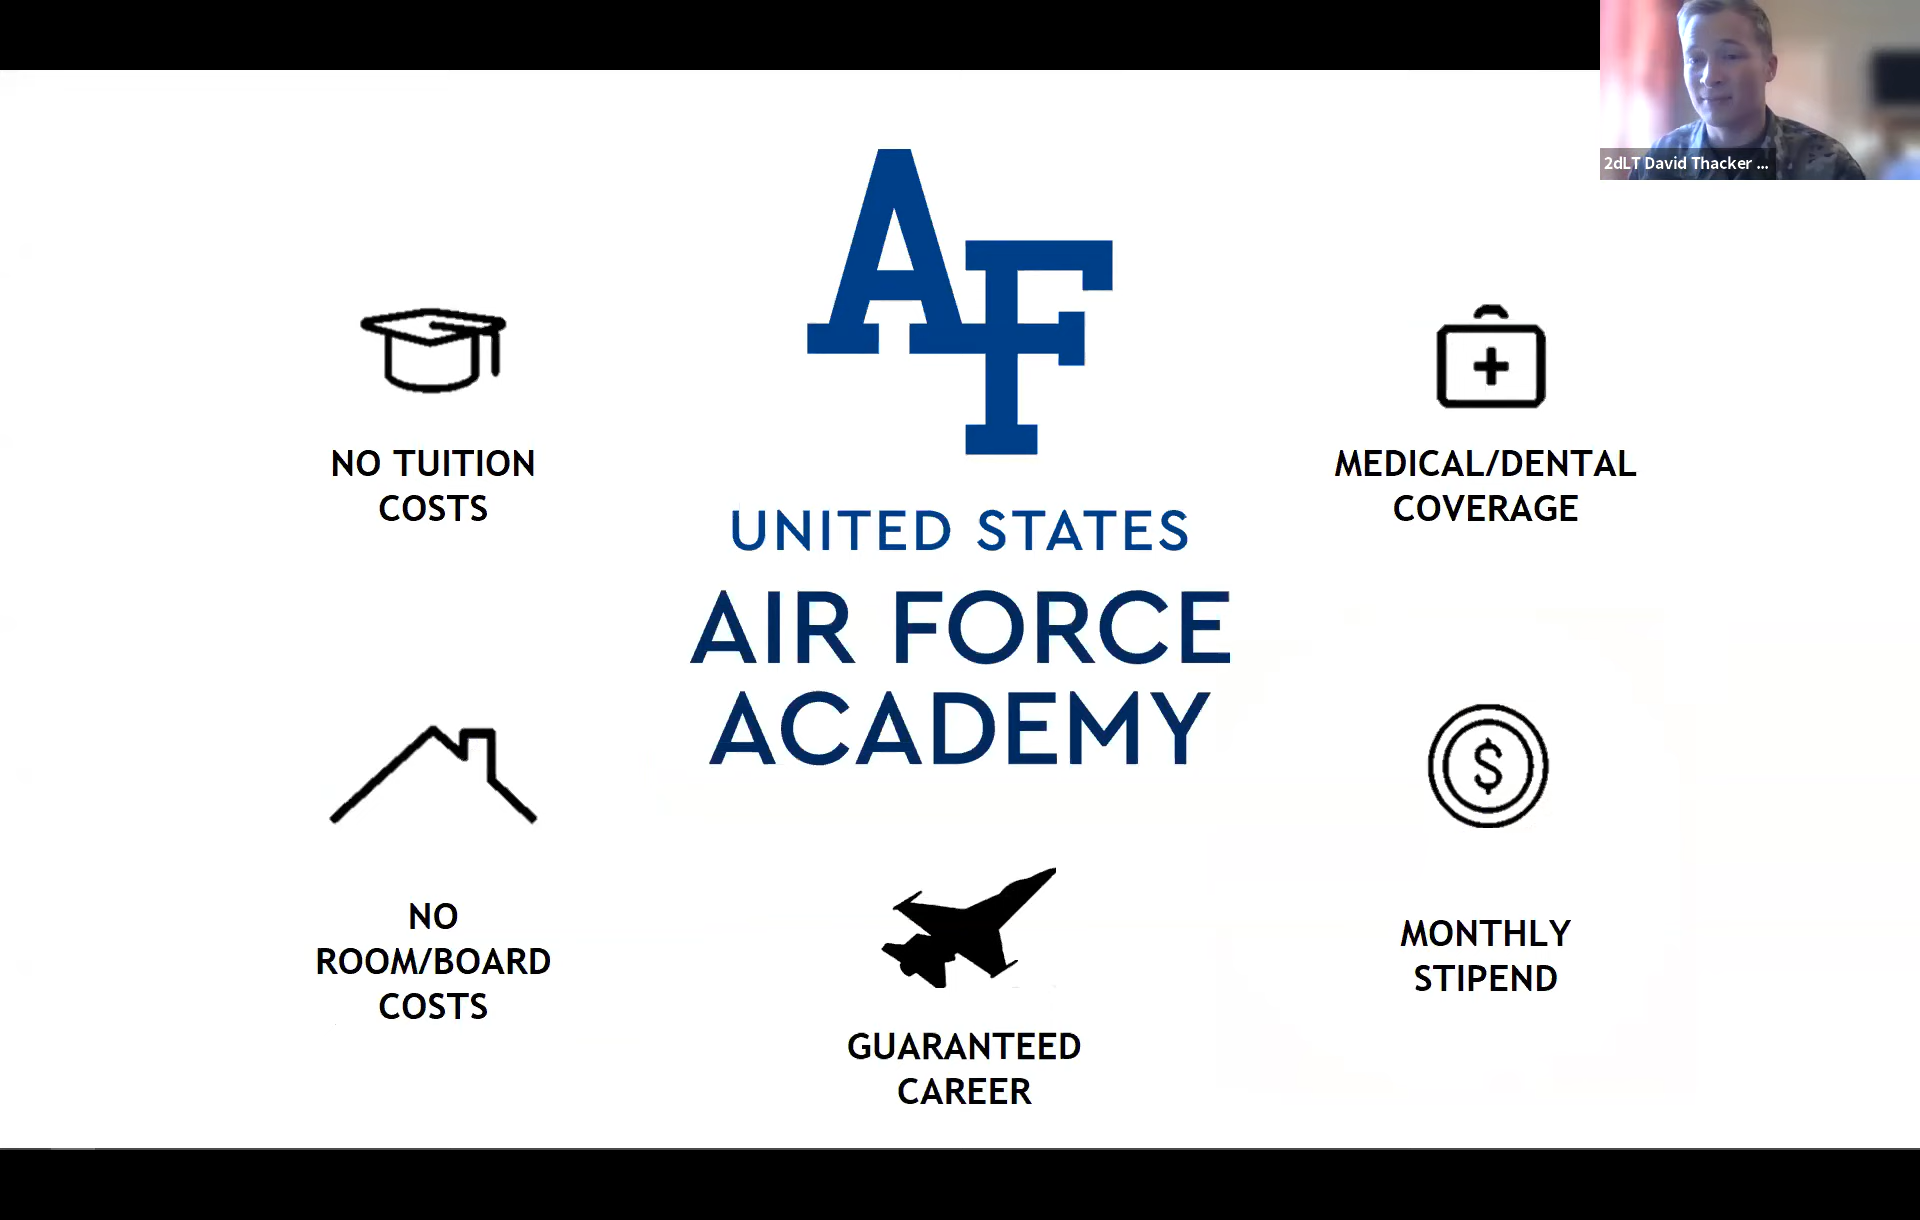 2dLT David Thacker ...
AF
NO TUITION
COSTS
UNITED STATES
AIR FORCE
ACADEMY
MEDICAL/DENTAL
COVERAGE
$
NO
ROOM/BOARD
COSTS
GUARANTEED
CAREER
MONTHLY
STIPEND